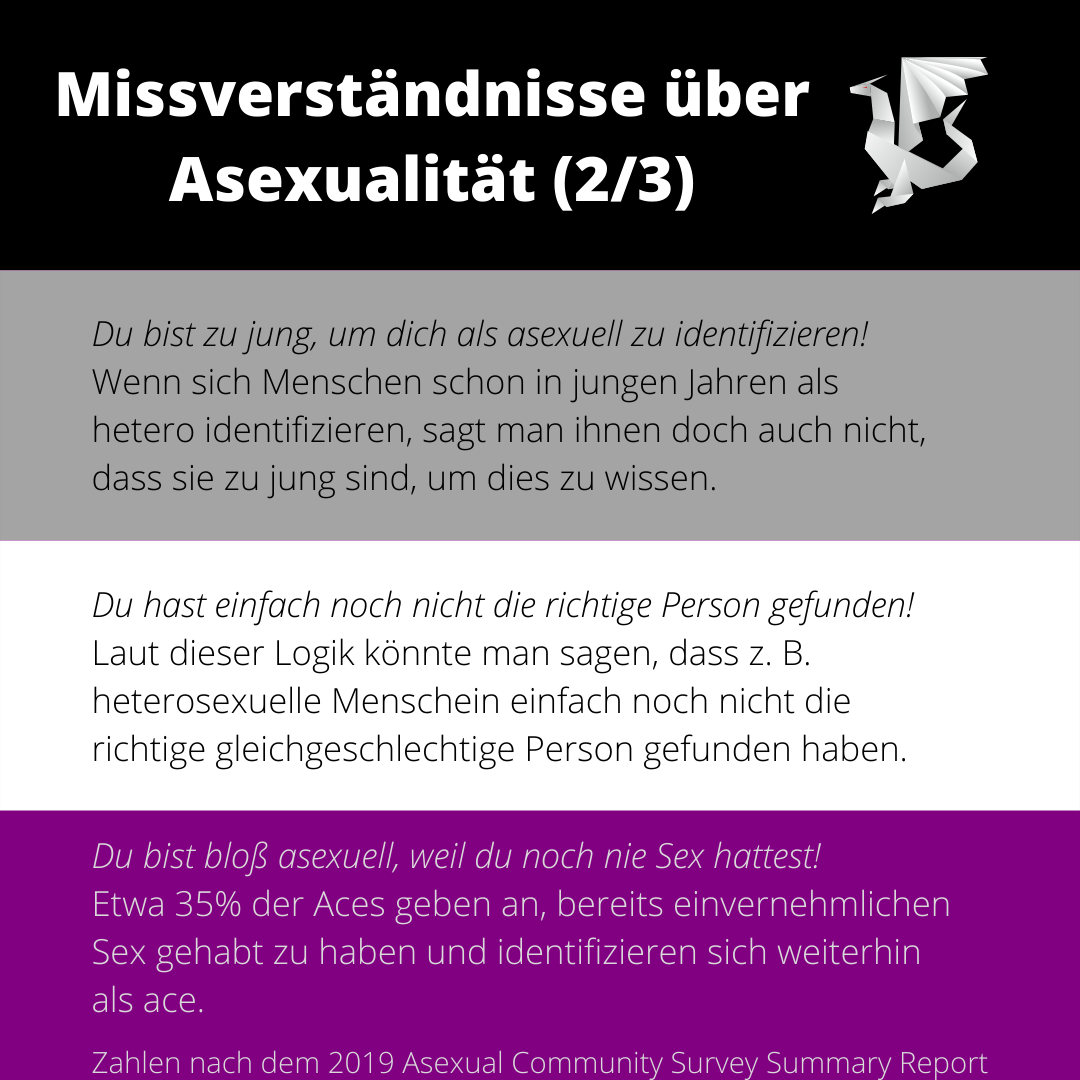 Missverständnisse über
Asexualität (2/3)
Du bist zu jung, um dich als asexuell zu identifizieren!
Wenn sich Menschen schon in jungen Jahren als
hetero identifizieren, sagt man ihnen doch auch nicht,
dass sie zu jung sind, um dies zu wissen.
Du hast einfach noch nicht die richtige Person gefunden!
Laut dieser Logik könnte man sagen, dass z. B.
heterosexuelle Menschein einfach noch nicht die
richtige gleichgeschlechtige Person gefunden haben.
Du bist bloß asexuell, weil du noch nie Sex hattest!
Etwa 35% der Aces geben an, bereits einvernehmlichen
Sex gehabt zu haben und identifizieren sich weiterhin
als ace.
Zahlen nach dem 2019 Asexual Community Survey Summary Report